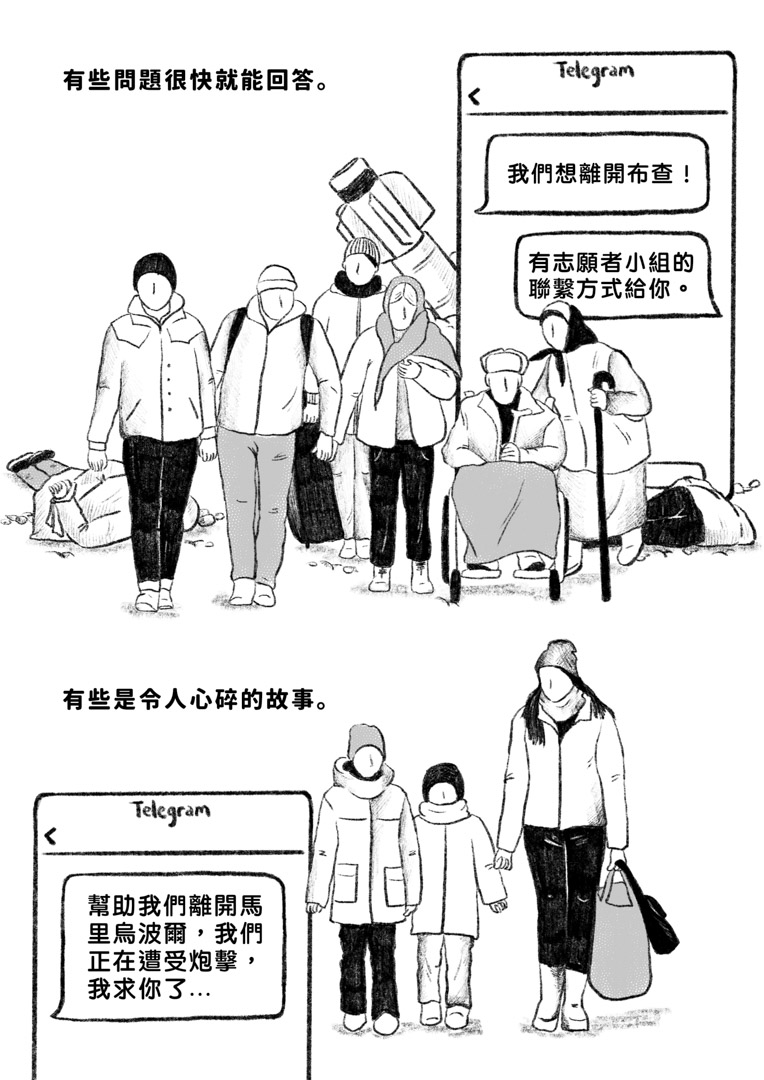 有些問題很快就能回答。
Telegram
我們想離開布查！
有志願者小組的
聯繫方式給你。
有些是令人心碎的故事。
Telegram
幫助我們離開馬
里烏波爾，我們
正在遭受炮擊，
我求你了...